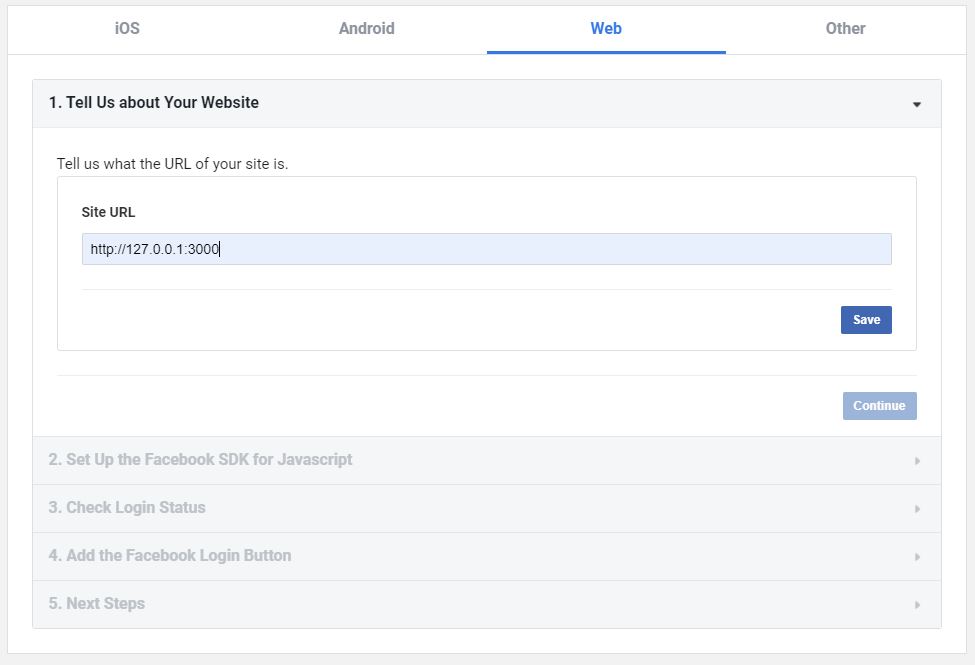 iOS Android Web Other
1. Tell Us about Your Website
Tell us what the URL of your site is.
Site URL
http://127.0.0.1:3000
Save
Continue
2. Set Up the Facebook SDK for Javascript
3. Check Login Status
4. Add the Facebook Login Button
5. Next Steps